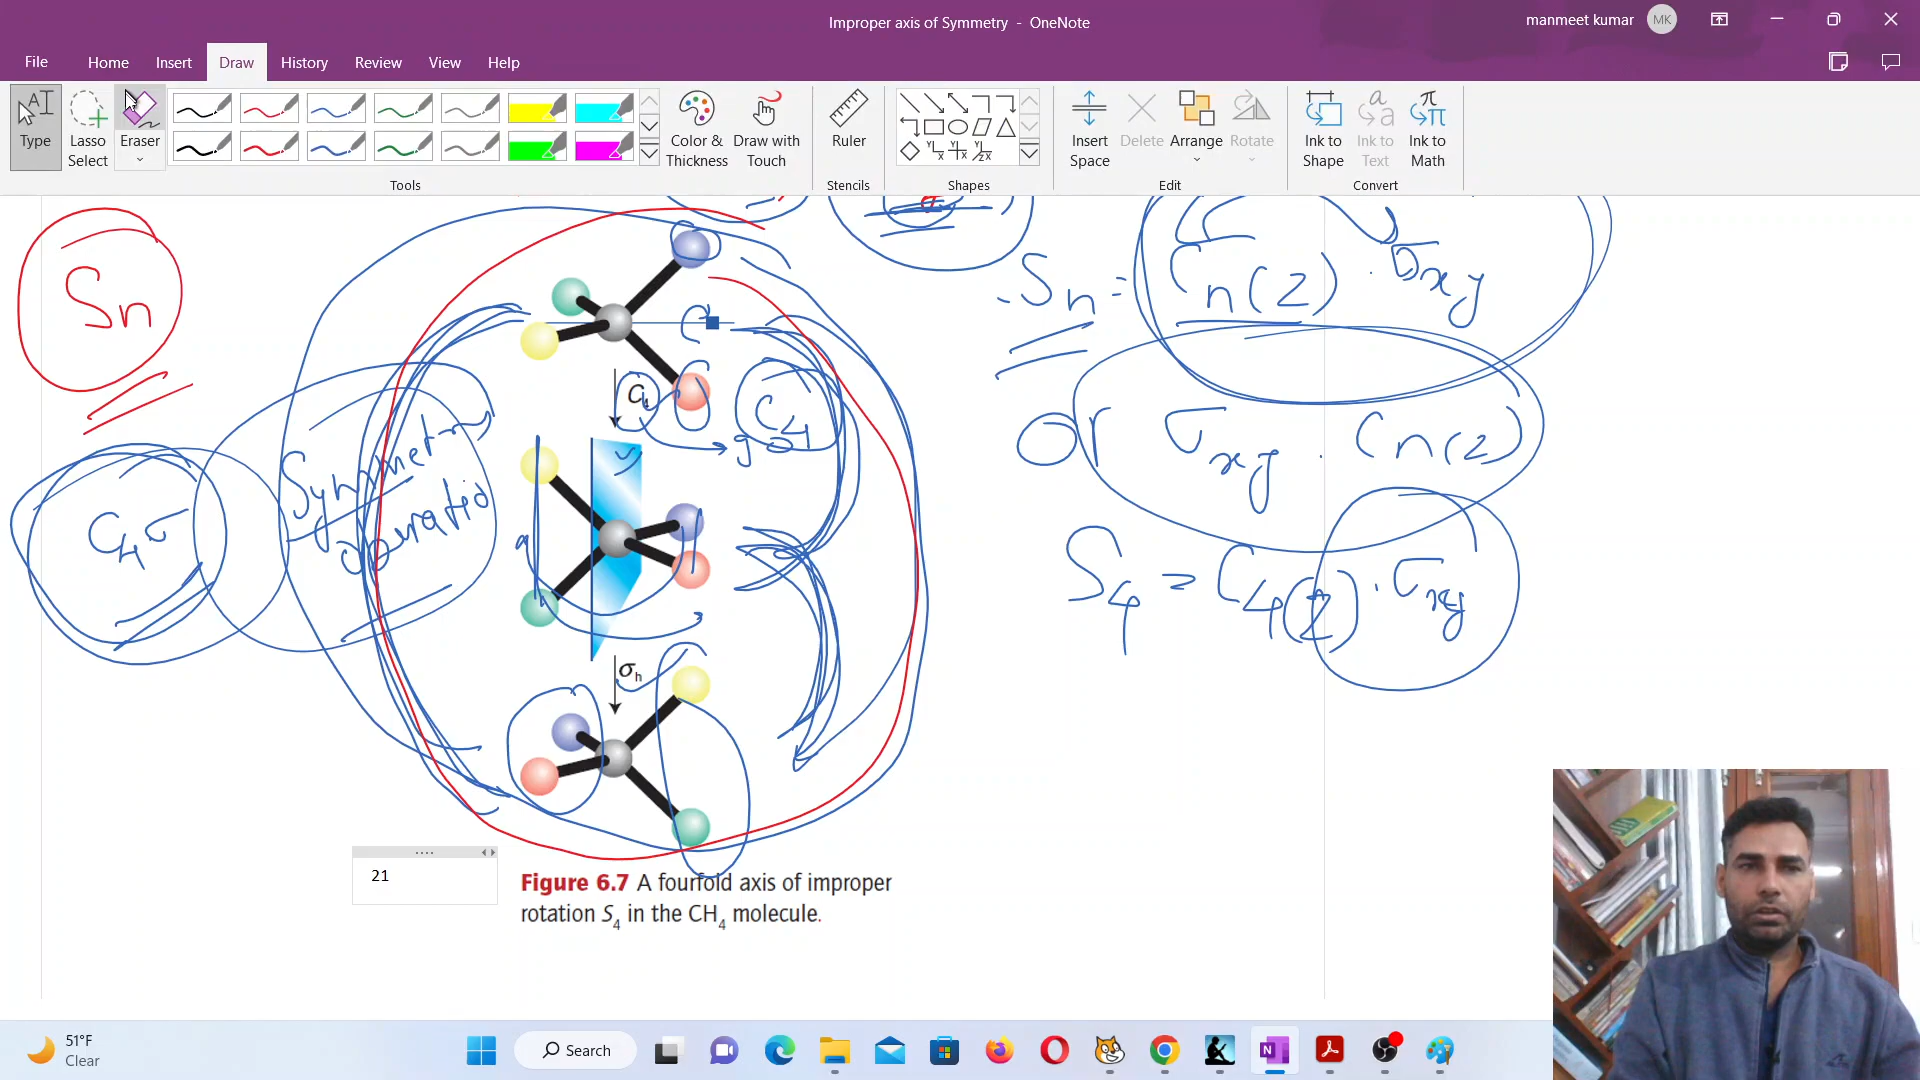 Improper axis of Symmetry - OneNote
manmeet kumar
MK
File
Home
Insert
Draw
History
Review
View
Help
Type
Lasso
Select
Eraser
Color &
Thickness
Draw with
Touch
Ruler
Insert
Space
Delete
Arrange
Rotate
Ink to
Shape
Ink to
Text
Ink to
Math
Tools
Stencils
Shapes
Edit
Convert
Sn
Sn = Cn(z) · σxy
or σxy · Cn(z)
C4
90
C4σ
Symmetry
operation
S4 = C4(z) · σxy
σh
21
Figure 6.7 A fourfold axis of improper
rotation S4 in the CH4 molecule.
51°F
Clear
Search